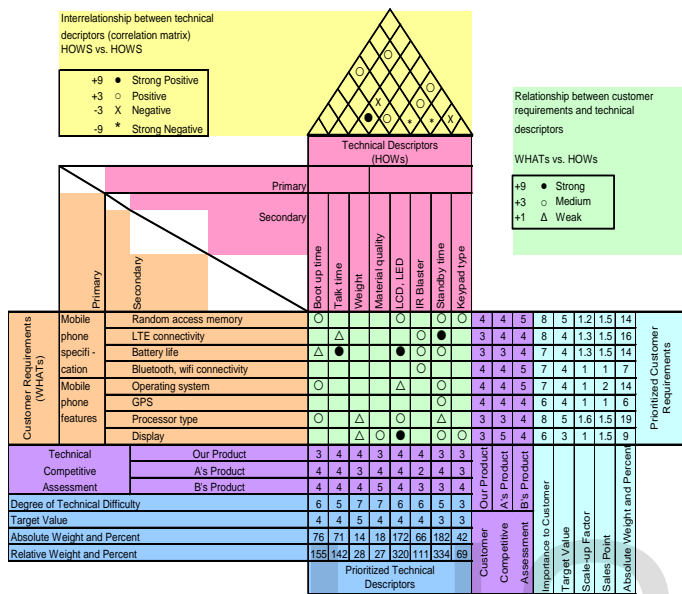 Interrelationship between technical
decriptors (correlation matrix)
HOWS vs. HOWS
+9 ● Strong Positive
+3 ○ Positive
-3 X Negative
-9 * Strong Negative
Relationship between customer
requirements and technical
descriptors
WHATs vs. HOWs
+9 ● Strong
+3 ○ Medium
+1 Δ Weak
Technical Descriptors
(HOWs)
Primary
Secondary
Primary
Secondary
Boot up time
Talk time
Weight
Material quality
LCD, LED
IR Blaster
Standby time
Keypad type
Customer Requirements
(WHATs)
Mobile
phone
specifi -
cation
Mobile
phone
features
Random access memory ○ ○ ○ ○ 4 4 5 8 5 1.2 1.5 14
LTE connectivity Δ ○ ● 3 4 4 8 4 1.3 1.5 16
Battery life Δ ● ● ○ ○ 3 3 4 7 4 1.3 1.5 14
Bluetooth, wifi connectivity ○ 4 4 5 7 4 1 1 7
Operating system ○ Δ ○ 4 4 5 7 4 1 2 14
GPS ○ 4 4 4 6 4 1 1 6
Processor type ○ Δ ○ Δ 3 3 4 8 5 1.6 1.5 19
Display Δ ○ ● ○ ○ 3 5 4 6 3 1 1.5 9
Prioritized Customer
Requirements
Technical
Competitive
Assessment
Our Product 3 4 4 3 4 4 3 3
A's Product 4 4 3 4 4 2 4 3
B's Product 4 4 4 5 4 3 3 4
Degree of Technical Difficulty 6 5 7 7 6 6 5 3
Target Value 4 4 5 4 4 4 3 3
Absolute Weight and Percent 76 71 14 18 172 66 182 42
Relative Weight and Percent 155 142 28 27 320 111 334 69
Prioritized Technical
Descriptors
Our Product
A's Product
B's Product
Customer
Competitive
Assessment
Importance to Customer
Target Value
Scale-up Factor
Sales Point
Absolute Weight and Percent